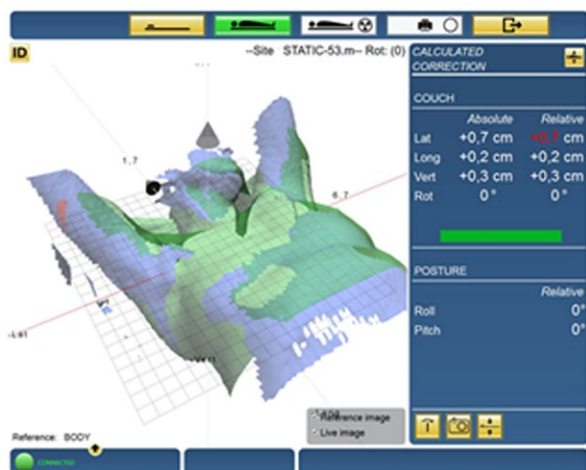 ID
--Site STATIC-53.m-- Rot: (0)
CALCULATED
CORRECTION
COUCH
Absolute Relative
Lat +0,7 cm +0,7 cm
Long +0,2 cm +0,2 cm
Vert +0,3 cm +0,3 cm
Rot 0° 0°
1,7
6,7
POSTURE
Relative
Roll 0°
Pitch 0°
Reference image
Live image
Reference: BODY
CONNECTED